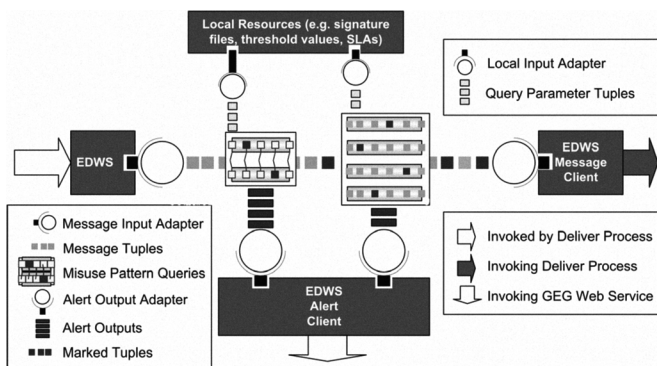 Local Resources (e.g. signature
files, threshold values, SLAs)
Local Input Adapter
Query Parameter Tuples
EDWS
EDWS
Message
Client
Message Input Adapter
Message Tuples
Misuse Pattern Queries
Alert Output Adapter
Alert Outputs
Marked Tuples
EDWS
Alert
Client
Invoked by Deliver Process
Invoking Deliver Process
Invoking GEG Web Service